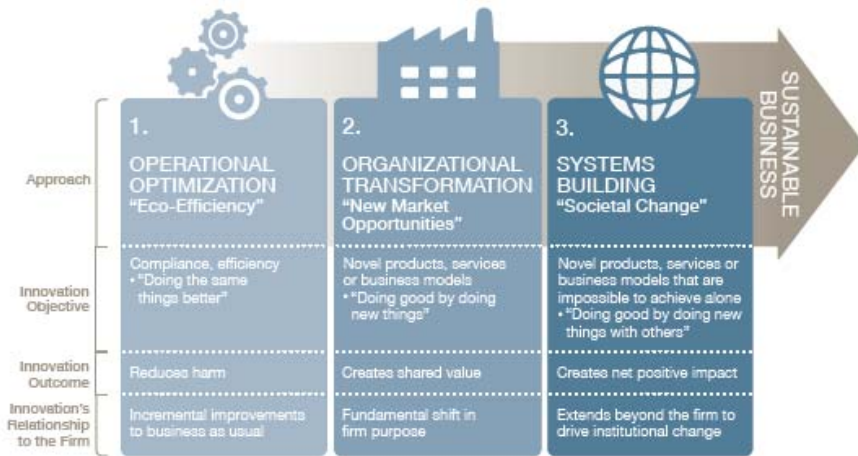 SUSTAINABLE
BUSINESS
Approach
1.
OPERATIONAL
OPTIMIZATION
“Eco-Efficiency”
2.
ORGANIZATIONAL
TRANSFORMATION
“New Market
Opportunities”
3.
SYSTEMS
BUILDING
“Societal Change”
Innovation
Objective
Compliance, efficiency
• “Doing the same
things better”
Novel products, services
or business models
• “Doing good by doing
new things”
Novel products, services or
business models that are
impossible to achieve alone
• “Doing good by doing new
things with others”
Innovation
Outcome
Reduces harm
Creates shared value
Creates net positive impact
Innovation’s
Relationship
to the Firm
Incremental improvements
to business as usual
Fundamental shift in
firm purpose
Extends beyond the firm to
drive institutional change